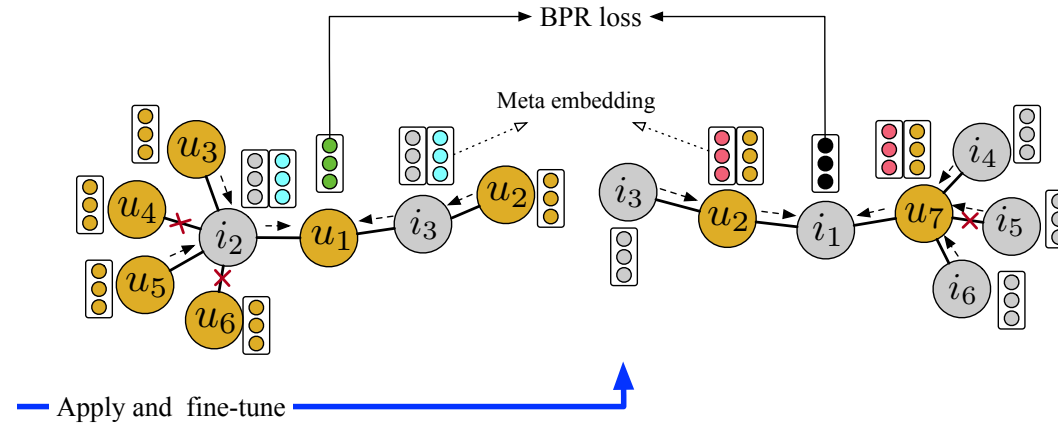 BPR loss
Meta embedding
u3
u4
i2
u5
u6
u1
i3
u2
i3
u2
i1
u7
i4
i5
i6
Apply and fine-tune